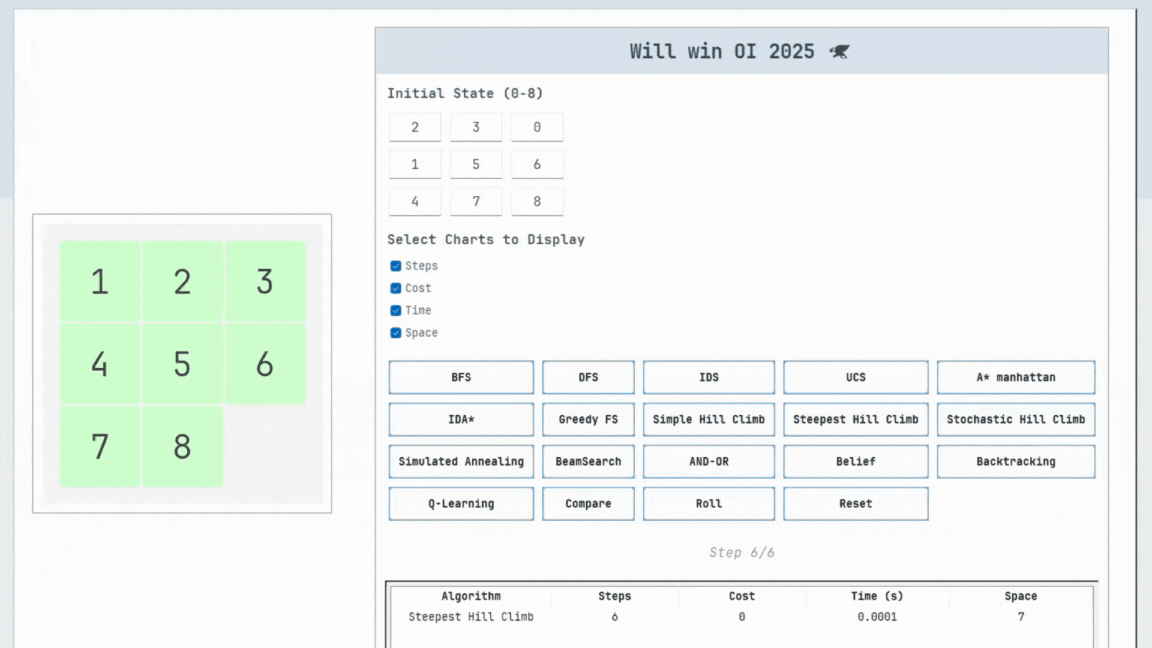 Will win OI 2025
Initial State (0-8)
2 3 0
1 5 6
4 7 8
Select Charts to Display
Steps
Cost
Time
Space
1 2 3
4 5 6
7 8
BFS DFS IDS UCS A* manhattan
IDA* Greedy FS Simple Hill Climb Steepest Hill Climb Stochastic Hill Climb
Simulated Annealing BeamSearch AND-OR Belief Backtracking
Q-Learning Compare Roll Reset
Step 6/6
Algorithm Steps Cost Time (s) Space
Steepest Hill Climb 6 0 0.0001 7